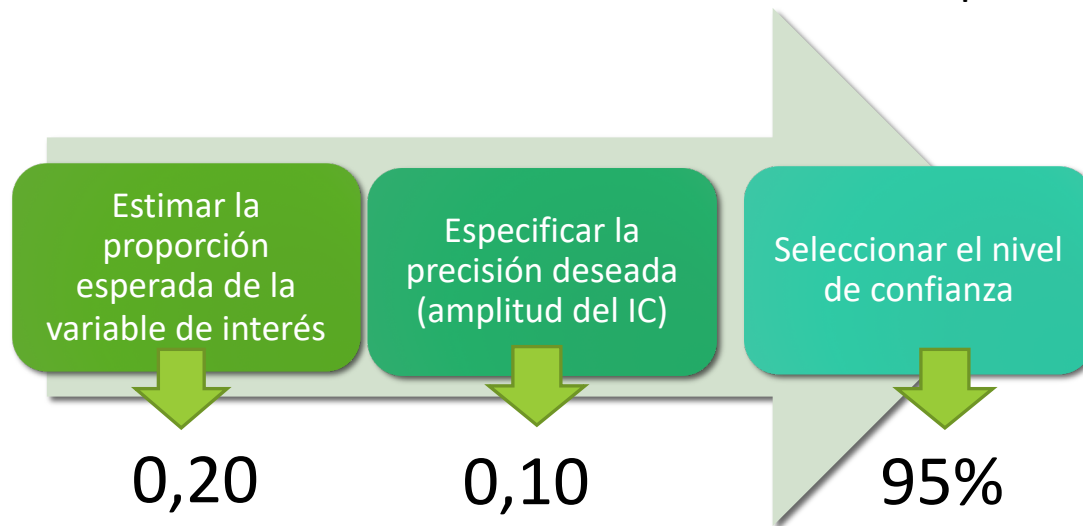 Estimar la
proporción
esperada de la
variable de interés
Especificar la
precisión deseada
(amplitud del IC)
Seleccionar el nivel
de confianza
0,20
0,10
95%